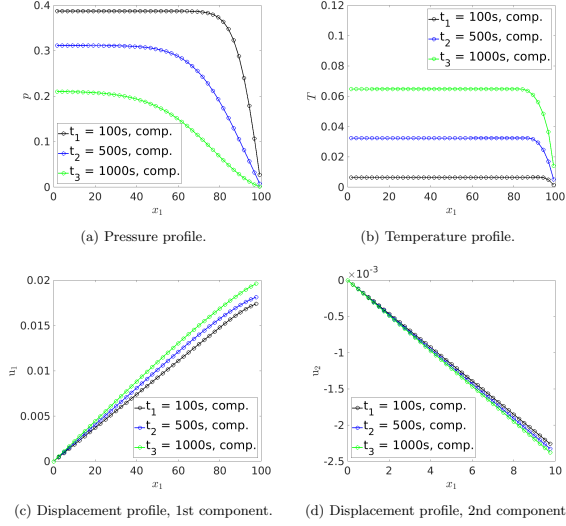 0.4
0.3
0.2
0.1
0
p
t1 = 100s, comp.
t2 = 500s, comp.
t3 = 1000s, comp.
0 20 40 60 80 100
x1
(a) Pressure profile.
0.12
0.1
0.08
0.06
0.04
0.02
0
T
t1 = 100s, comp.
t2 = 500s, comp.
t3 = 1000s, comp.
0 20 40 60 80 100
x1
(b) Temperature profile.
0.02
0.015
0.01
0.005
0
u1
t1 = 100s, comp.
t2 = 500s, comp.
t3 = 1000s, comp.
0 20 40 60 80 100
x1
(c) Displacement profile, 1st component.
×10-3
0
-0.5
-1
-1.5
-2
-2.5
u2
t1 = 100s, comp.
t2 = 500s, comp.
t3 = 1000s, comp.
0 2 4 6 8 10
x1
(d) Displacement profile, 2nd component